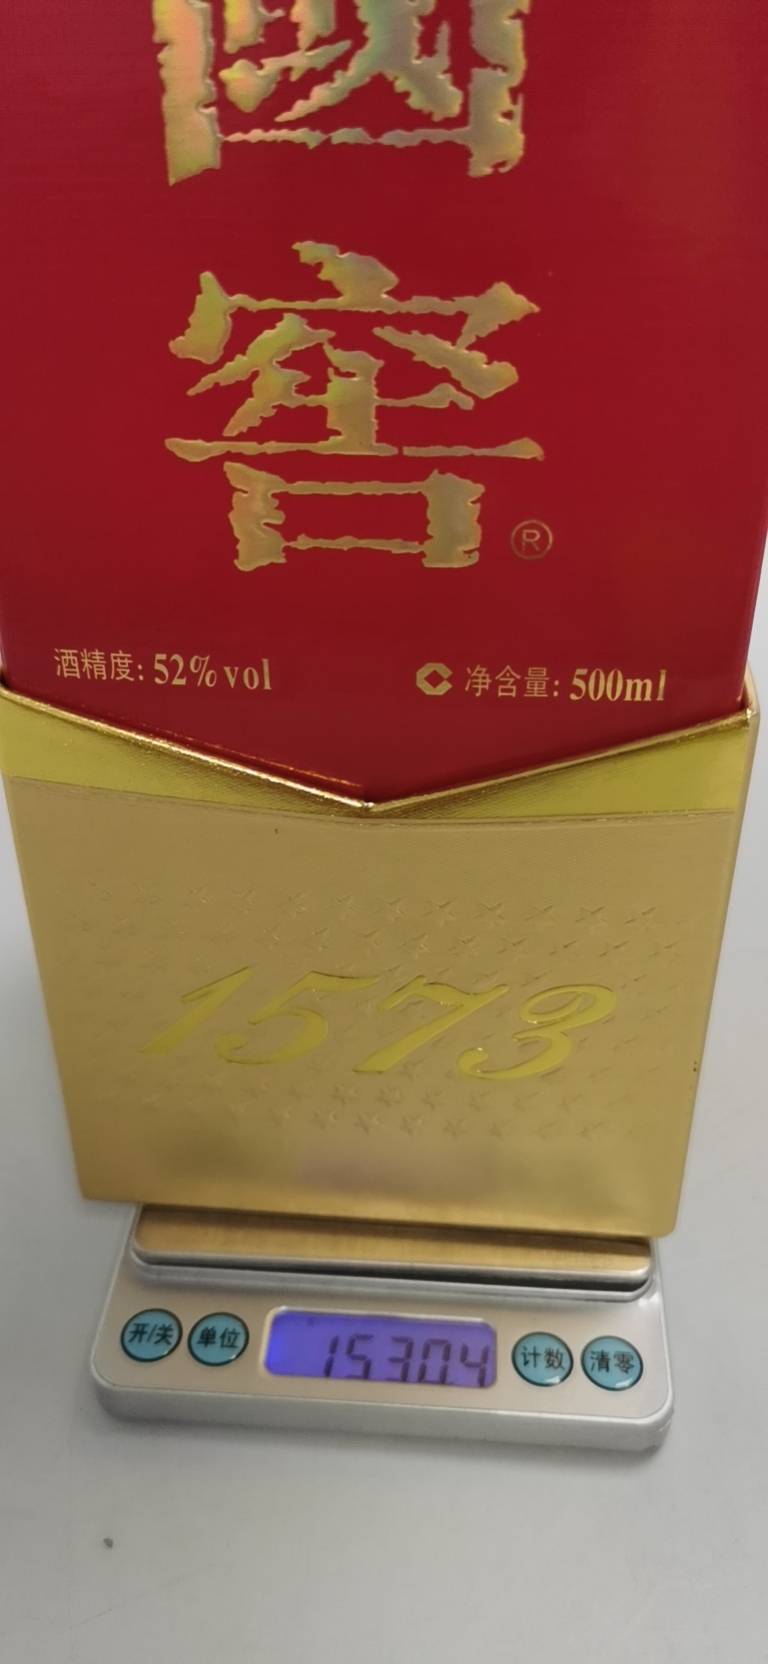 國
窖®
酒精度: 52%vol
净含量: 500ml
1573
开/关
单位
1530.4
计数
清零